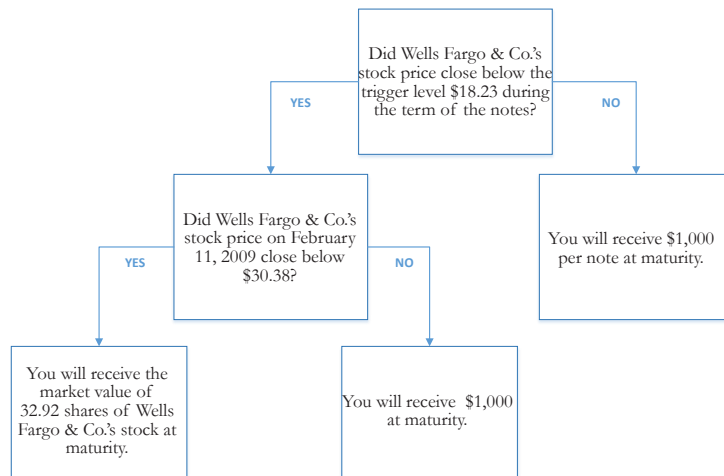 Did Wells Fargo & Co.'s
stock price close below the
trigger level $18.23 during
the term of the notes?
YES
NO
Did Wells Fargo & Co.'s
stock price on February
11, 2009 close below
$30.38?
You will receive $1,000
per note at maturity.
YES
NO
You will receive the
market value of
32.92 shares of Wells
Fargo & Co.'s stock at
maturity.
You will receive $1,000
at maturity.